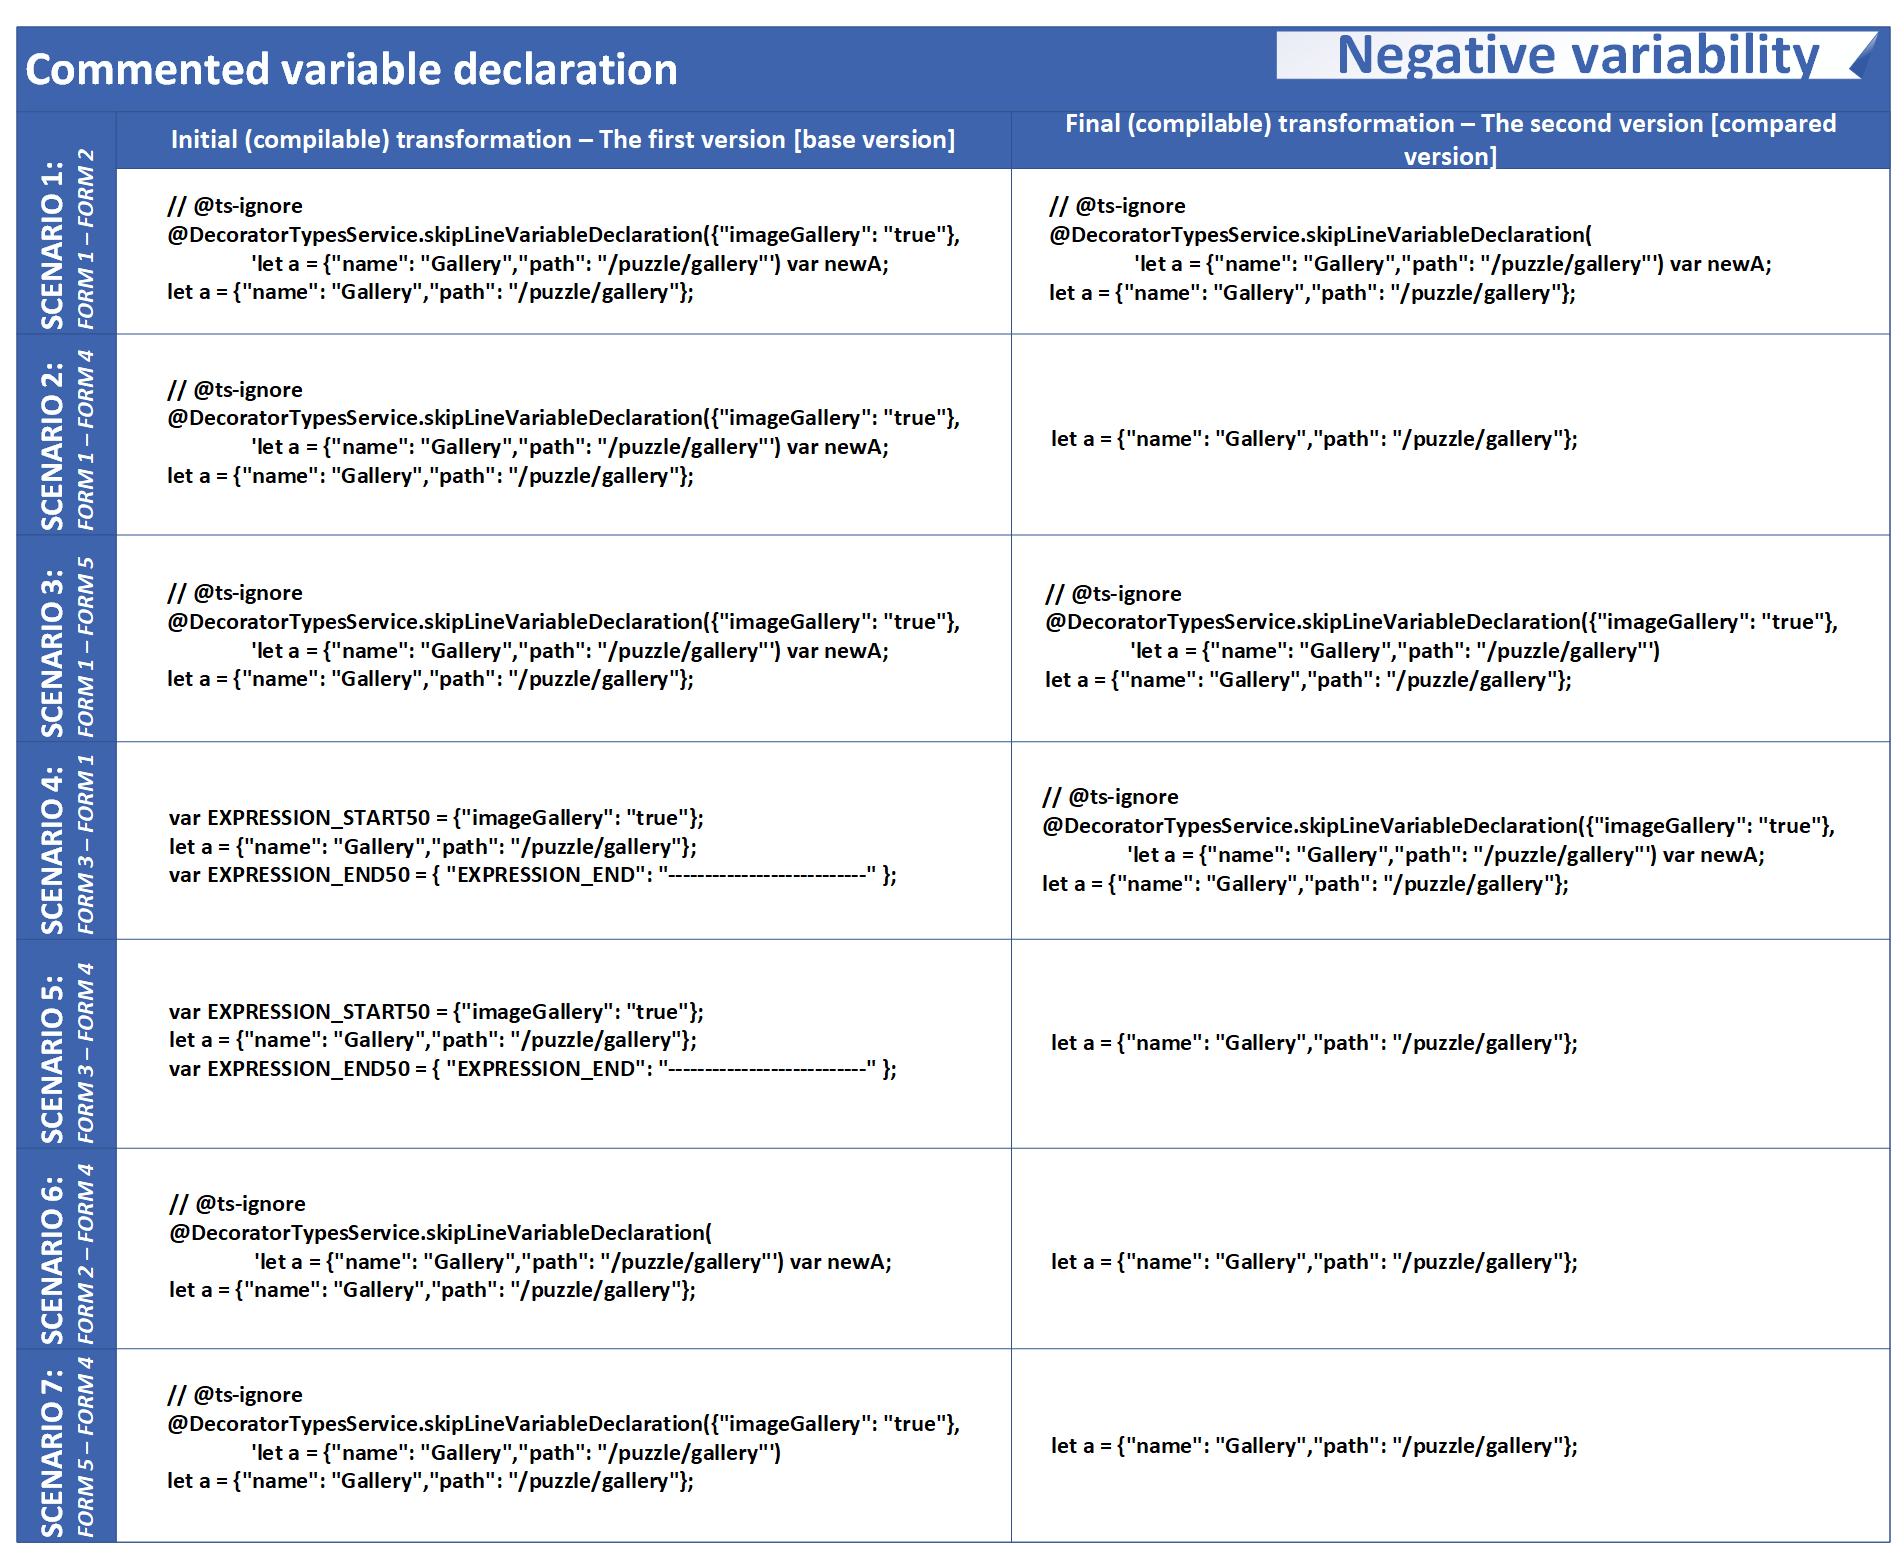 Commented variable declaration
Negative variability
Initial (compilable) transformation – The first version [base version]
Final (compilable) transformation – The second version [compared
version]
SCENARIO 1:
FORM 1 – FORM 2
// @ts-ignore
@DecoratorTypesService.skipLineVariableDeclaration({"imageGallery": "true"},
'let a = {"name": "Gallery","path": "/puzzle/gallery"') var newA;
let a = {"name": "Gallery","path": "/puzzle/gallery"};
// @ts-ignore
@DecoratorTypesService.skipLineVariableDeclaration(
'let a = {"name": "Gallery","path": "/puzzle/gallery"') var newA;
let a = {"name": "Gallery","path": "/puzzle/gallery"};
SCENARIO 2:
FORM 1 – FORM 4
// @ts-ignore
@DecoratorTypesService.skipLineVariableDeclaration({"imageGallery": "true"},
'let a = {"name": "Gallery","path": "/puzzle/gallery"') var newA;
let a = {"name": "Gallery","path": "/puzzle/gallery"};
let a = {"name": "Gallery","path": "/puzzle/gallery"};
SCENARIO 3:
FORM 1 – FORM 5
// @ts-ignore
@DecoratorTypesService.skipLineVariableDeclaration({"imageGallery": "true"},
'let a = {"name": "Gallery","path": "/puzzle/gallery"') var newA;
let a = {"name": "Gallery","path": "/puzzle/gallery"};
// @ts-ignore
@DecoratorTypesService.skipLineVariableDeclaration({"imageGallery": "true"},
'let a = {"name": "Gallery","path": "/puzzle/gallery"')
let a = {"name": "Gallery","path": "/puzzle/gallery"};
SCENARIO 4:
FORM 3 – FORM 1
var EXPRESSION_START50 = {"imageGallery": "true"};
let a = {"name": "Gallery","path": "/puzzle/gallery"};
var EXPRESSION_END50 = { "EXPRESSION_END": "---------------------------" };
// @ts-ignore
@DecoratorTypesService.skipLineVariableDeclaration({"imageGallery": "true"},
'let a = {"name": "Gallery","path": "/puzzle/gallery"') var newA;
let a = {"name": "Gallery","path": "/puzzle/gallery"};
SCENARIO 5:
FORM 3 – FORM 4
var EXPRESSION_START50 = {"imageGallery": "true"};
let a = {"name": "Gallery","path": "/puzzle/gallery"};
var EXPRESSION_END50 = { "EXPRESSION_END": "---------------------------" };
let a = {"name": "Gallery","path": "/puzzle/gallery"};
SCENARIO 6:
FORM 2 – FORM 4
// @ts-ignore
@DecoratorTypesService.skipLineVariableDeclaration(
'let a = {"name": "Gallery","path": "/puzzle/gallery"') var newA;
let a = {"name": "Gallery","path": "/puzzle/gallery"};
let a = {"name": "Gallery","path": "/puzzle/gallery"};
SCENARIO 7:
FORM 5 – FORM 4
// @ts-ignore
@DecoratorTypesService.skipLineVariableDeclaration({"imageGallery": "true"},
'let a = {"name": "Gallery","path": "/puzzle/gallery"')
let a = {"name": "Gallery","path": "/puzzle/gallery"};
let a = {"name": "Gallery","path": "/puzzle/gallery"};